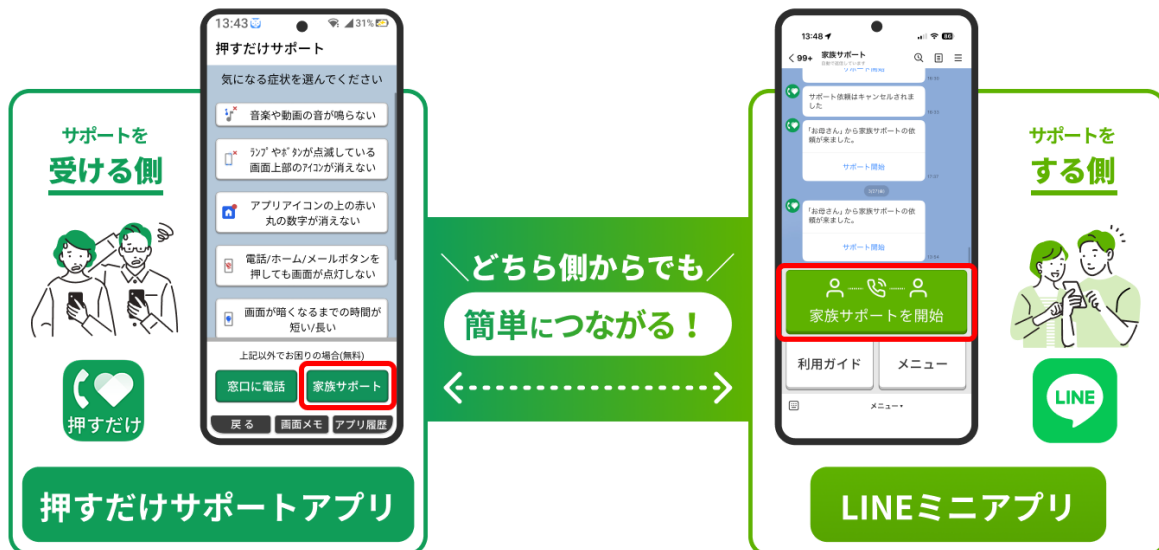 サポートを
受ける側
押すだけ
押すだけサポートアプリ
13:43
31%
押すだけサポート
気になる症状を選んでください
音楽や動画の音が鳴らない
ﾗﾝﾌﾟやﾎﾞﾀﾝが点滅している
画面上部のｱｲｺﾝが消えない
アプリアイコンの上の赤い
丸の数字が消えない
電話/ホーム/メールボタンを
押しても画面が点灯しない
画面が暗くなるまでの時間が
短い/長い
上記以外でお困りの場合(無料)
窓口に電話
家族サポート
戻る
画面メモ
アプリ履歴
＼どちら側からでも／
簡単につながる！
13:48
86
99+
家族サポート
サポート開始
サポート依頼はキャンセルされま
した
「お母さん」から家族サポートの依
頼が来ました。
サポート開始
「お母さん」から家族サポートの依
頼が来ました。
サポート開始
家族サポートを開始
利用ガイド
メニュー
メニュー
サポートを
する側
LINE
LINEミニアプリ